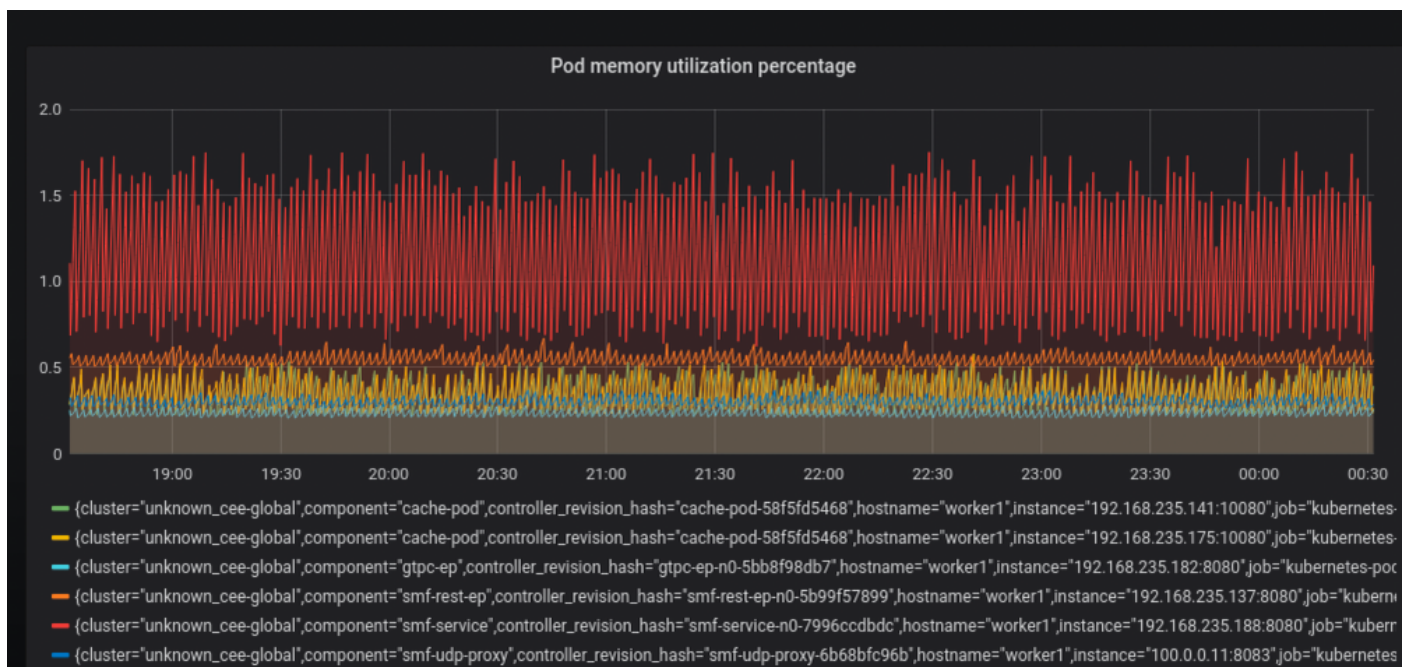 Pod memory utilization percentage
2.0
1.5
1.0
0.5
0
19:00 19:30 20:00 20:30 21:00 21:30 22:00 22:30 23:00 23:30 00:00 00:30
{cluster="unknown_cee-global",component="cache-pod",controller_revision_hash="cache-pod-58f5fd5468",hostname="worker1",instance="192.168.235.141:10080",job="kubernetes-
{cluster="unknown_cee-global",component="cache-pod",controller_revision_hash="cache-pod-58f5fd5468",hostname="worker1",instance="192.168.235.175:10080",job="kubernetes-
{cluster="unknown_cee-global",component="gtpc-ep",controller_revision_hash="gtpc-ep-n0-5bb8f98db7",hostname="worker1",instance="192.168.235.182:8080",job="kubernetes-poc
{cluster="unknown_cee-global",component="smf-rest-ep",controller_revision_hash="smf-rest-ep-n0-5b99f57899",hostname="worker1",instance="192.168.235.137:8080",job="kuberne
{cluster="unknown_cee-global",component="smf-service",controller_revision_hash="smf-service-n0-7996ccdbdc",hostname="worker1",instance="192.168.235.188:8080",job="kubern
{cluster="unknown_cee-global",component="smf-udp-proxy",controller_revision_hash="smf-udp-proxy-6b68bfc96b",hostname="worker1",instance="100.0.0.11:8083",job="kubernetes